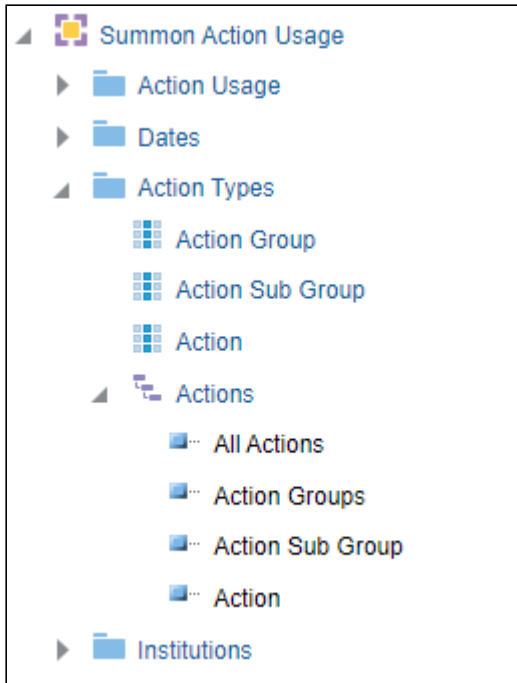 Summon Action Usage
Action Usage
Dates
Action Types
Action Group
Action Sub Group
Action
Actions
All Actions
Action Groups
Action Sub Group
Action
Institutions